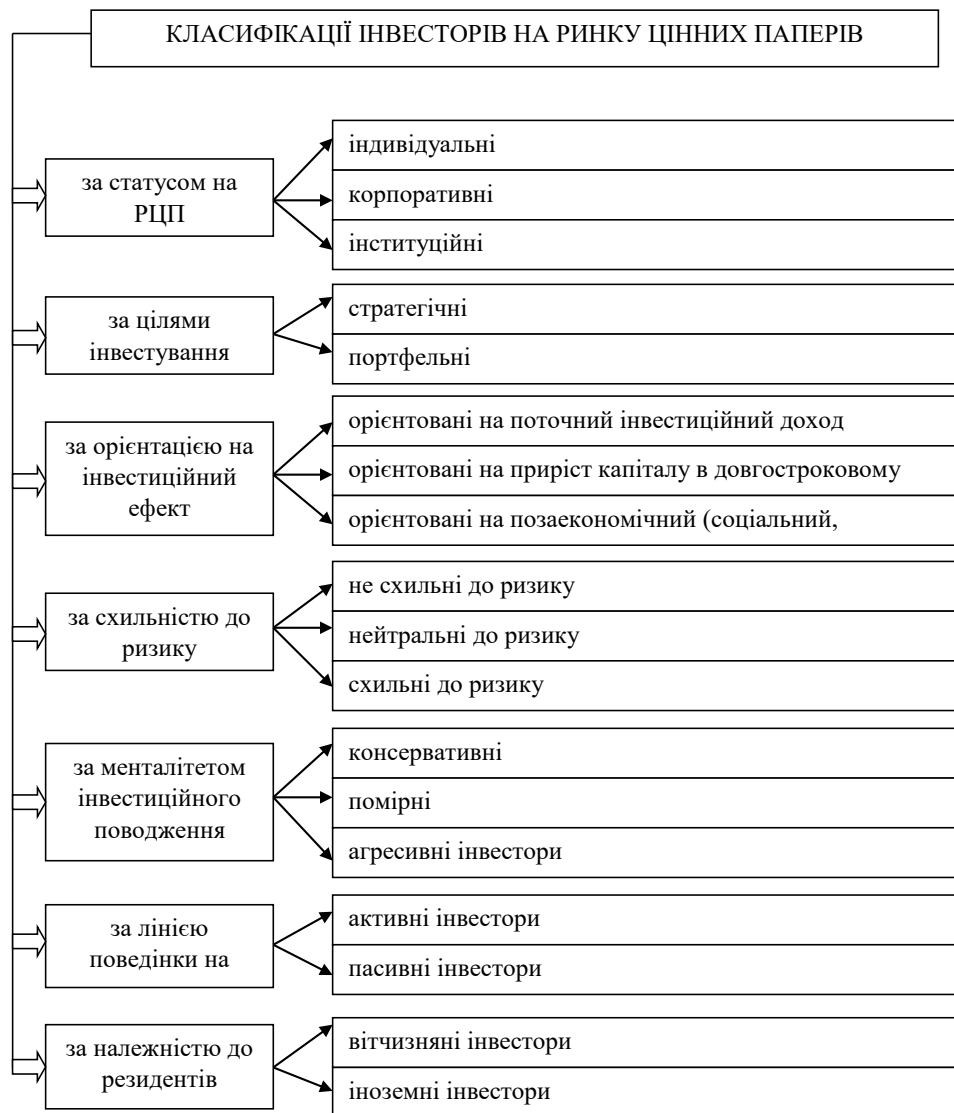 КЛАСИФІКАЦІЇ ІНВЕСТОРІВ НА РИНКУ ЦІННИХ ПАПЕРІВ
за статусом на
РЦП
індивідуальні
корпоративні
інституційні
за цілями
інвестування
стратегічні
портфельні
за орієнтацією на
інвестиційний
ефект
орієнтовані на поточний інвестиційний доход
орієнтовані на приріст капіталу в довгостроковому
орієнтовані на позаекономічний (соціальний,
за схильністю до
ризику
не схильні до ризику
нейтральні до ризику
схильні до ризику
за менталітетом
інвестиційного
поводження
консервативні
помірні
агресивні інвестори
за лінією
поведінки на
активні інвестори
пасивні інвестори
за належністю до
резидентів
вітчизняні інвестори
іноземні інвестори